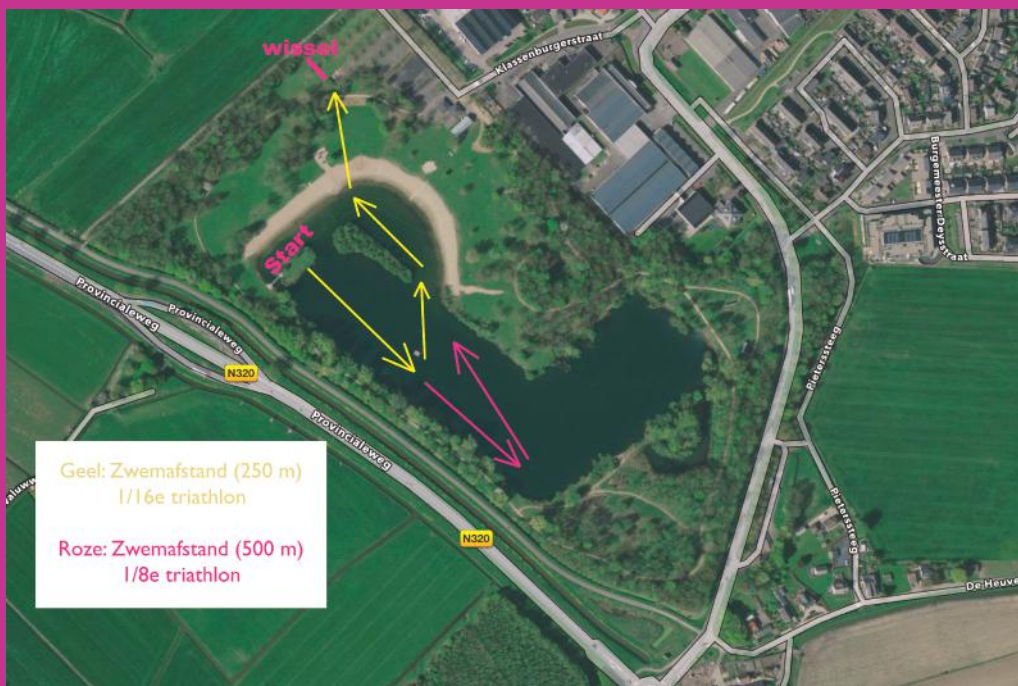 wissel
Klassenburgerstraat
Burgemeester Deysstraat
Start
Provincialeweg
Provincialeweg
N320
Pieterssteeg
Provincialeweg
Geel: Zwemafstand (250 m)
1/16e triathlon
Roze: Zwemafstand (500 m)
1/8e triathlon
N320
Pieterssteeg
De Heuve